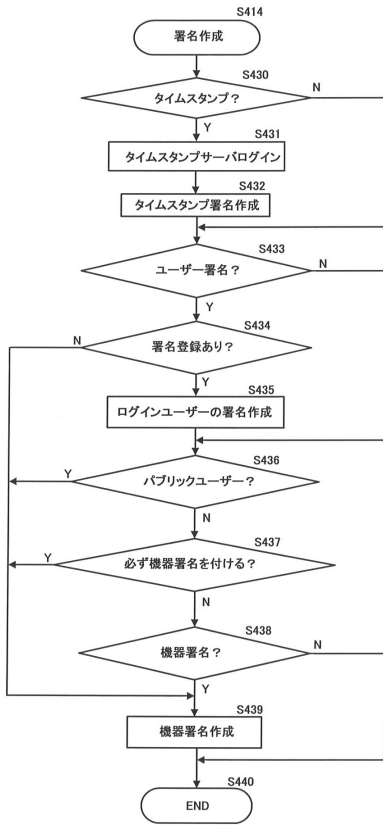 S414
署名作成
S430
タイムスタンプ？
N
Y
S431
タイムスタンプサーバログイン
S432
タイムスタンプ署名作成
S433
ユーザー署名？
N
Y
S434
N
署名登録あり？
Y
S435
ログインユーザーの署名作成
S436
Y
パブリックユーザー？
N
S437
Y
必ず機器署名を付ける？
N
S438
N
機器署名？
Y
S439
機器署名作成
S440
END